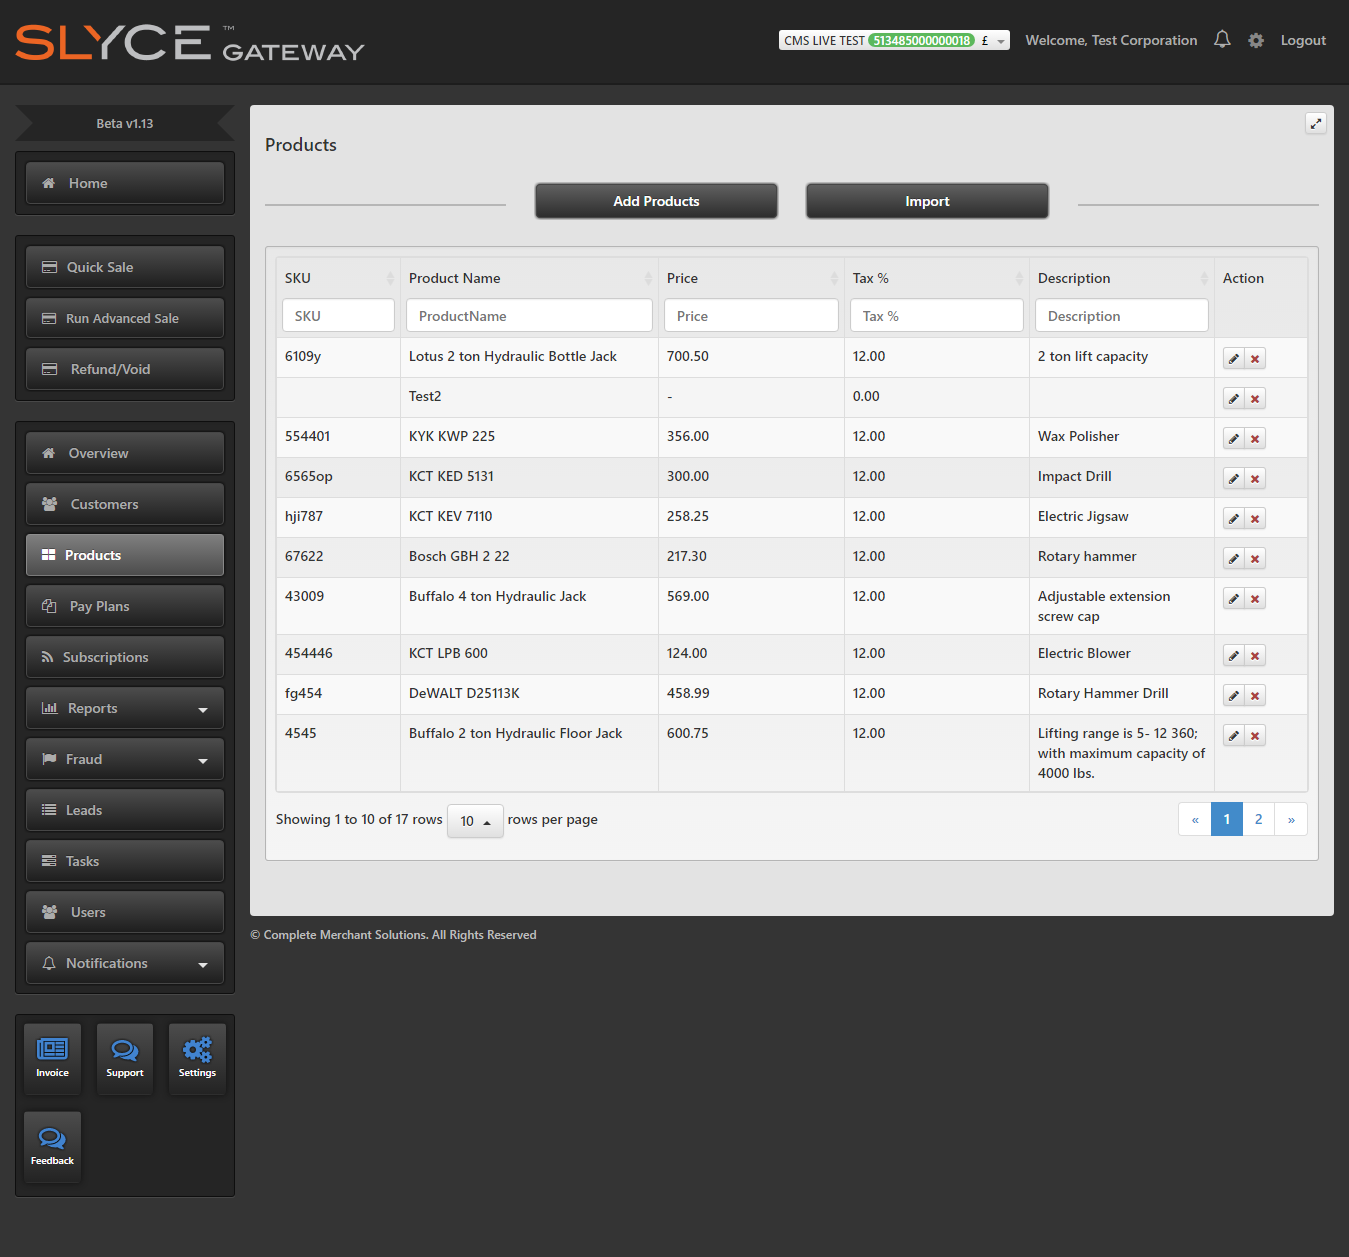 SLYCE ™ GATEWAY
CMS LIVE TEST 513485000000018 £
Welcome, Test Corporation
Logout
Beta v1.13
Home
Quick Sale
Run Advanced Sale
Refund/Void
Overview
Customers
Products
Pay Plans
Subscriptions
Reports
Fraud
Leads
Tasks
Users
Notifications
Invoice
Support
Settings
Feedback
Products
Add Products
Import
SKU Product Name Price Tax % Description Action
SKU ProductName Price Tax % Description
6109y Lotus 2 ton Hydraulic Bottle Jack 700.50 12.00 2 ton lift capacity
Test2 - 0.00
554401 KYK KWP 225 356.00 12.00 Wax Polisher
6565op KCT KED 5131 300.00 12.00 Impact Drill
hji787 KCT KEV 7110 258.25 12.00 Electric Jigsaw
67622 Bosch GBH 2 22 217.30 12.00 Rotary hammer
43009 Buffalo 4 ton Hydraulic Jack 569.00 12.00 Adjustable extension
screw cap
454446 KCT LPB 600 124.00 12.00 Electric Blower
fg454 DeWALT D25113K 458.99 12.00 Rotary Hammer Drill
4545 Buffalo 2 ton Hydraulic Floor Jack 600.75 12.00 Lifting range is 5- 12 360;
with maximum capacity of
4000 lbs.
Showing 1 to 10 of 17 rows 10 rows per page
« 1 2 »
© Complete Merchant Solutions. All Rights Reserved